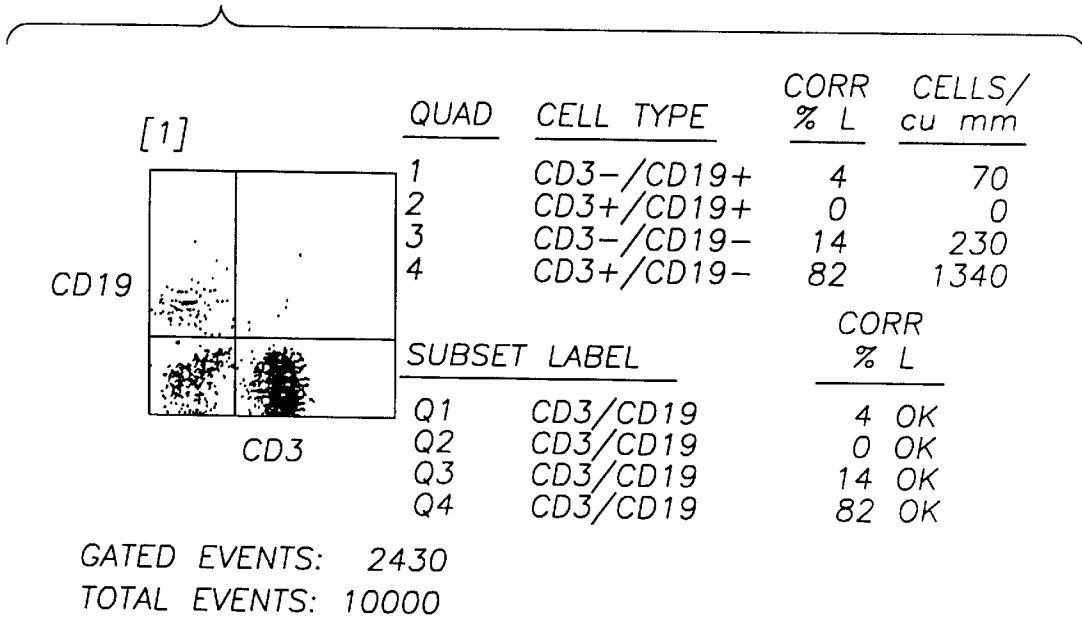 CORR CELLS/
[1] QUAD CELL TYPE % L cu mm
1 CD3-/CD19+ 4 70
2 CD3+/CD19+ 0 0
3 CD3-/CD19- 14 230
4 CD3+/CD19- 82 1340
CD19
CORR
SUBSET LABEL % L
Q1 CD3/CD19 4 OK
Q2 CD3/CD19 0 OK
Q3 CD3/CD19 14 OK
Q4 CD3/CD19 82 OK
CD3
GATED EVENTS: 2430
TOTAL EVENTS: 10000